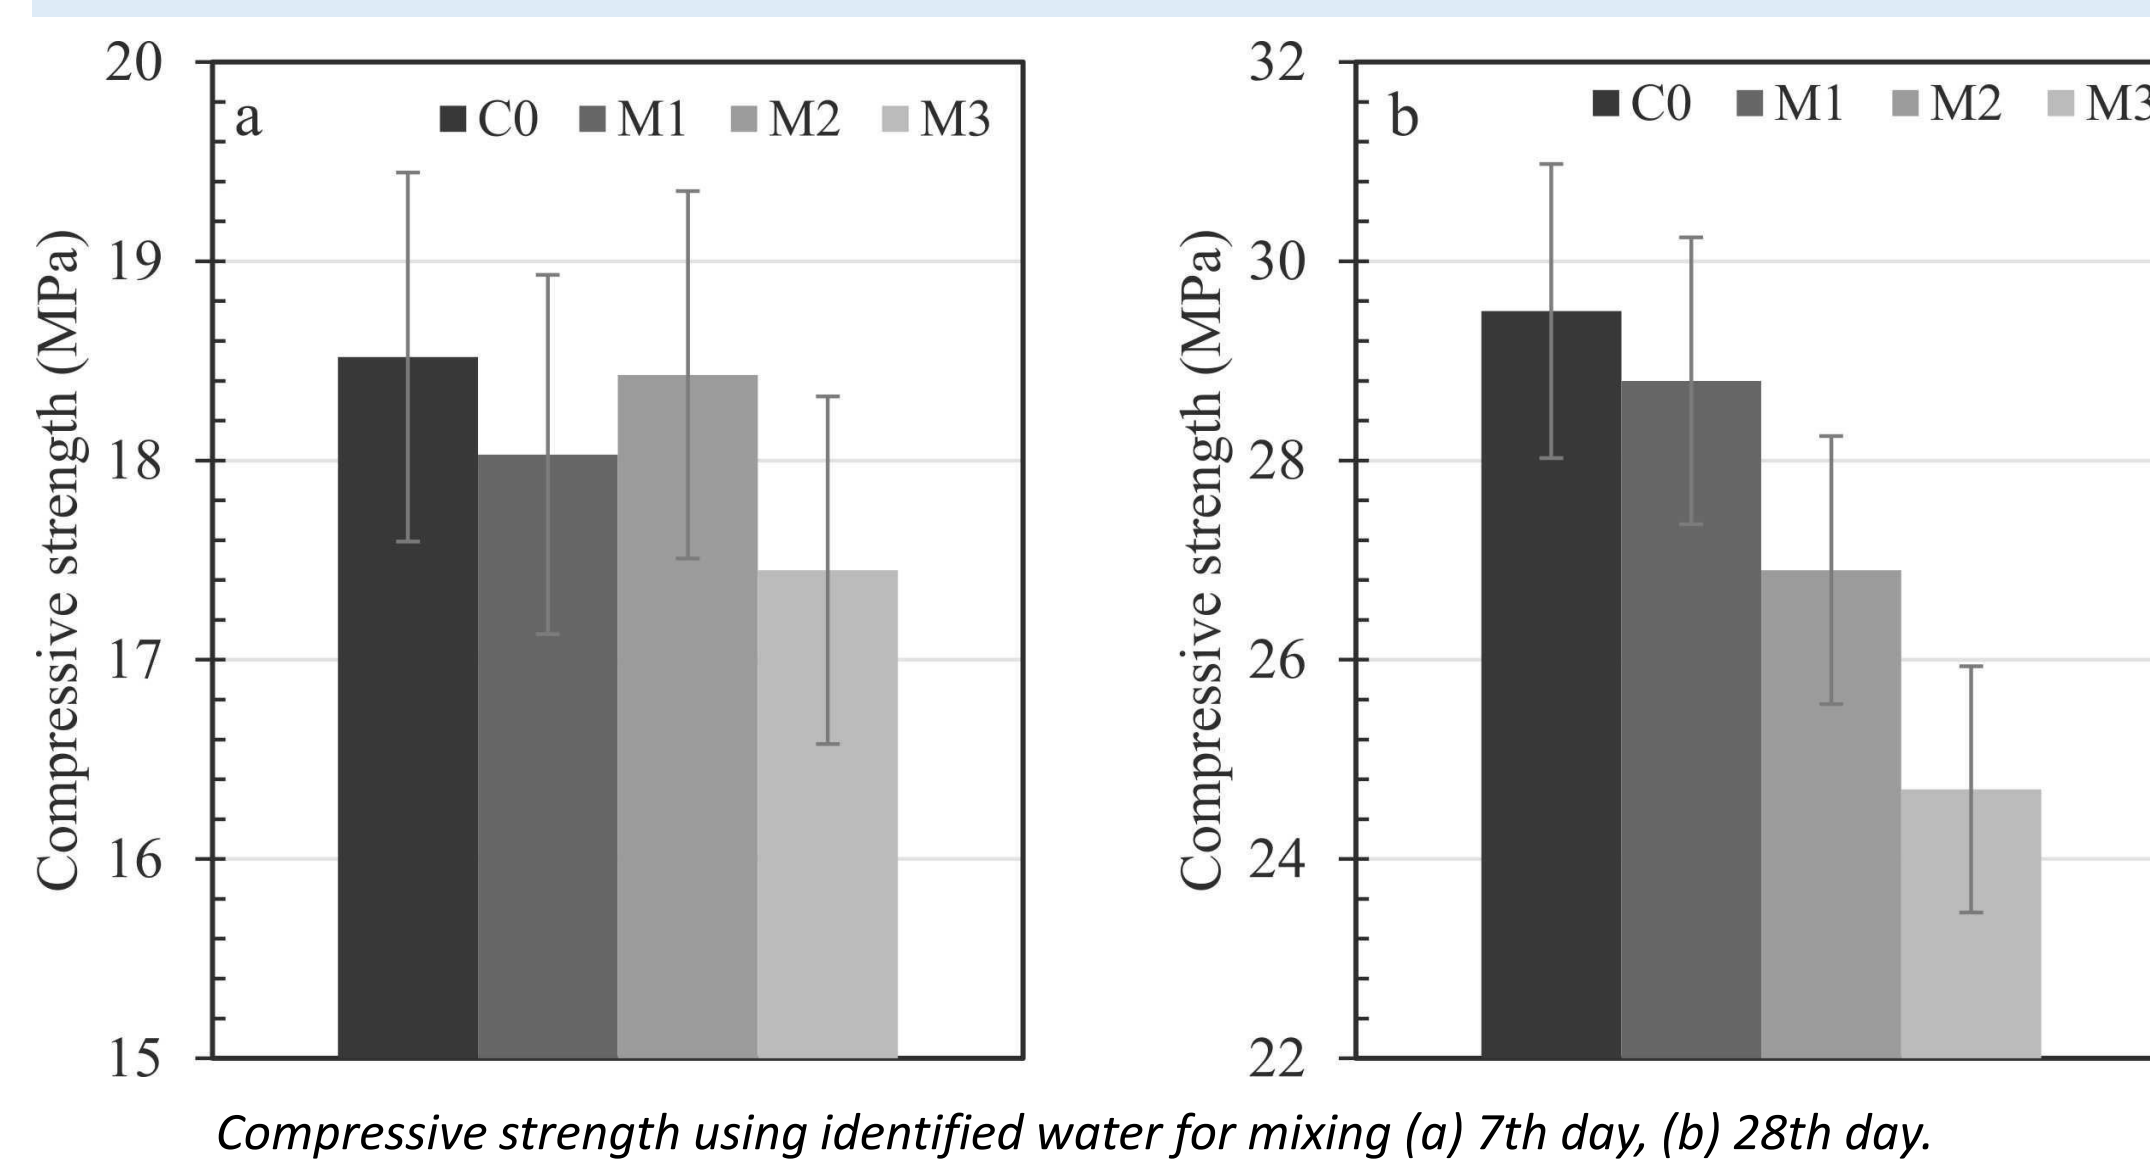 20
19
18
17
16
15
Compressive strength (MPa)
a
C0 M1 M2 M3
32
30
28
26
24
22
Compressive strength (MPa)
b
C0 M1 M2 M3
Compressive strength using identified water for mixing (a) 7th day, (b) 28th day.